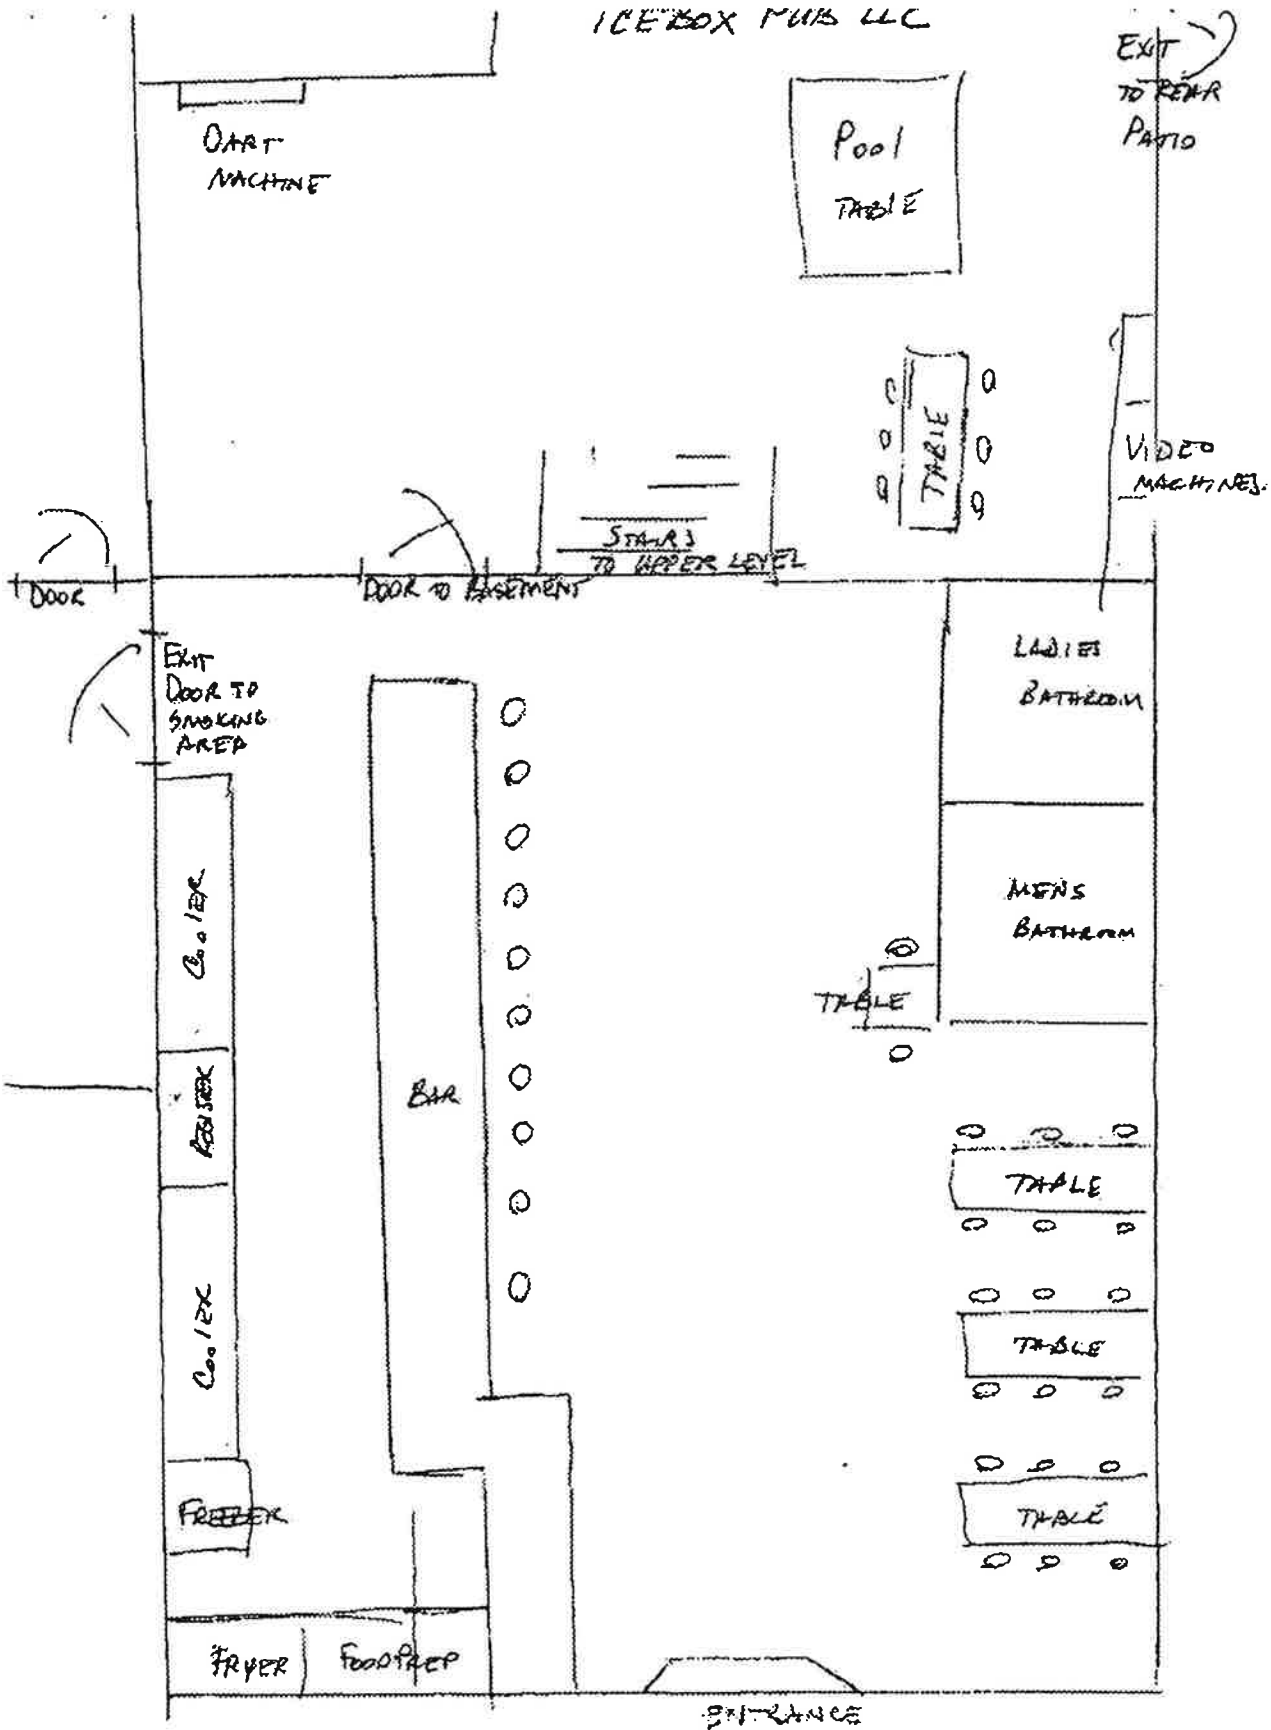 ICEBOX PUB LLC
EXIT
TO REAR
PATIO
DART
MACHINE
POOL
TABLE
TABLE
VIDEO
MACHINES.
STAIRS
TO UPPER LEVEL
DOOR
DOOR TO BASEMENT
EXIT
DOOR TO
SMOKING
AREA
LADIES
BATHROOM
COOLER
MENS
BATHROOM
TABLE
REGISTER
BAR
TABLE
COOLER
TABLE
FREEZER
TABLE
FRYER
FOOD PREP
ENTRANCE